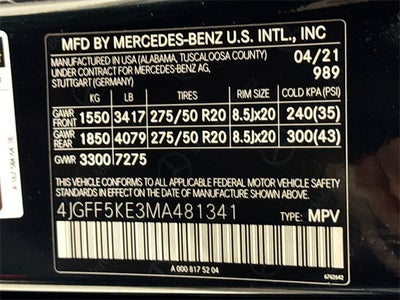 MFD BY MERCEDES-BENZ U.S. INTL., INC
MANUFACTURED IN USA (ALABAMA, TUSCALOOSA COUNTY) 04/21
UNDER CONTRACT FOR MERCEDES-BENZ AG, 989
STUTTGART (GERMANY)
KG LB TIRES RIM SIZE COLD KPA (PSI)
GAWR FRONT 1550 3417 275/50 R20 8.5Jx20 240(35)
GAWR REAR 1850 4079 275/50 R20 8.5Jx20 300(43)
GVWR 3300 7275
THIS VEHICLE CONFORMS TO ALL APPLICABLE FEDERAL MOTOR VEHICLE
SAFETY STANDARDS IN EFFECT ON THE DATE OF MANUFACTURE SHOWN ABOVE.
4JGFF5KE3MA481341 TYPE: MPV
A 000 817 52 04
6762642